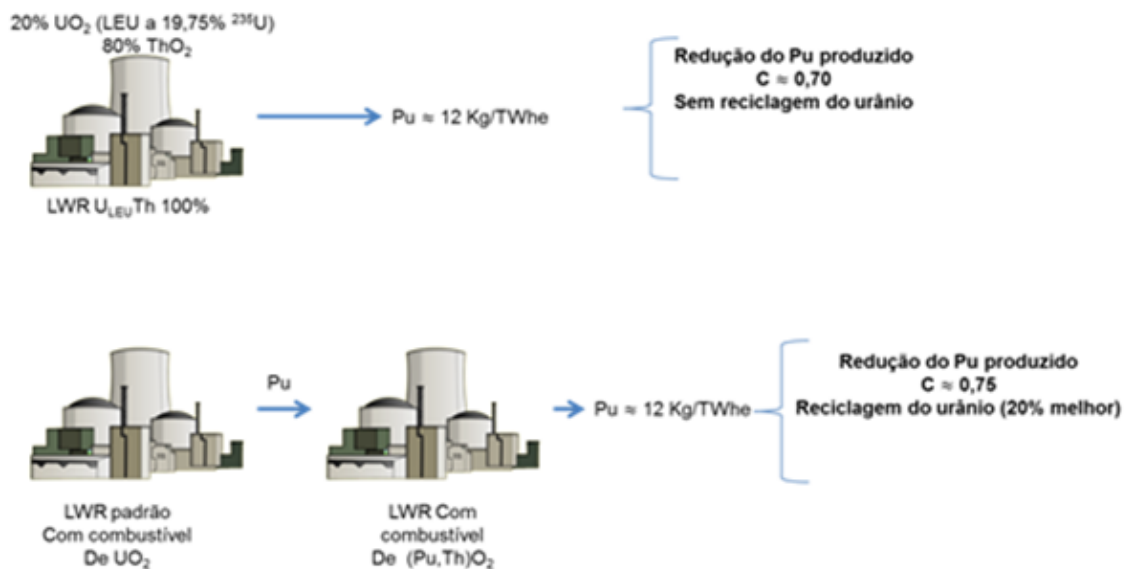 20% UO₂ (LEU a 19,75% ²³⁵U)
80% ThO₂
LWR U_LEU Th 100%
Pu ≈ 12 Kg/TWhe
Redução do Pu produzido
C ≈ 0,70
Sem reciclagem do urânio
LWR padrão
Com combustível
De UO₂
Pu
LWR Com
combustível
De (Pu,Th)O₂
Pu ≈ 12 Kg/TWhe
Redução do Pu produzido
C ≈ 0,75
Reciclagem do urânio (20% melhor)